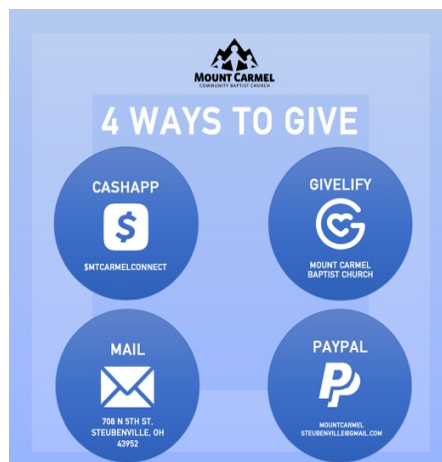 MOUNT CARMEL
COMMUNITY BAPTIST CHURCH
4 WAYS TO GIVE
CASHAPP
$
$MTCARMELCONNECT
GIVELIFY
MOUNT CARMEL
BAPTIST CHURCH
MAIL
708 N 5TH ST,
STEUBENVILLE, OH
43952
PAYPAL
MOUNTCARMEL
STEUBENVILLE@GMAIL.COM